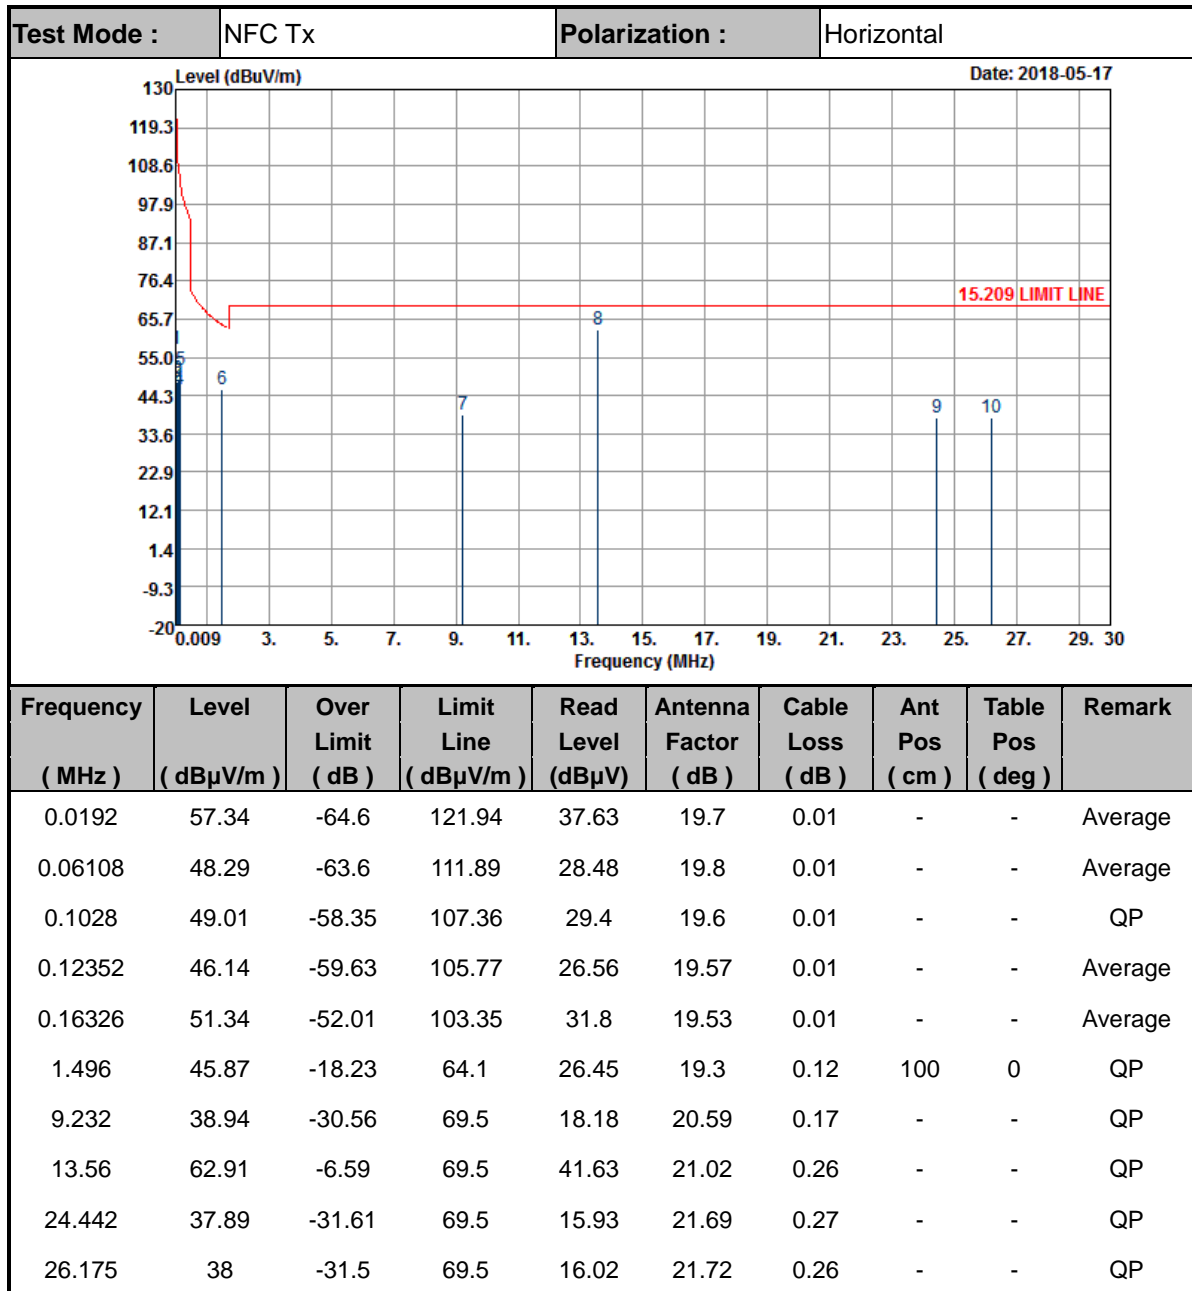 Test Mode : NFC Tx Polarization : Horizontal
Level (dBuV/m) Date: 2018-05-17
130
119.3
108.6
97.9
87.1
76.4
15.209 LIMIT LINE
65.7
8
55.0
5
6
44.3
7
9 10
33.6
22.9
12.1
1.4
-9.3
-20
0.009 3. 5. 7. 9. 11. 13. 15. 17. 19. 21. 23. 25. 27. 29. 30
Frequency (MHz)
Frequency Level Over Limit Read Antenna Cable Ant Table Remark
Limit Line Level Factor Loss Pos Pos
( MHz ) ( dBµV/m ) ( dB ) ( dBµV/m ) (dBµV) ( dB ) ( dB ) ( cm ) ( deg )
0.0192 57.34 -64.6 121.94 37.63 19.7 0.01 - - Average
0.06108 48.29 -63.6 111.89 28.48 19.8 0.01 - - Average
0.1028 49.01 -58.35 107.36 29.4 19.6 0.01 - - QP
0.12352 46.14 -59.63 105.77 26.56 19.57 0.01 - - Average
0.16326 51.34 -52.01 103.35 31.8 19.53 0.01 - - Average
1.496 45.87 -18.23 64.1 26.45 19.3 0.12 100 0 QP
9.232 38.94 -30.56 69.5 18.18 20.59 0.17 - - QP
13.56 62.91 -6.59 69.5 41.63 21.02 0.26 - - QP
24.442 37.89 -31.61 69.5 15.93 21.69 0.27 - - QP
26.175 38 -31.5 69.5 16.02 21.72 0.26 - - QP